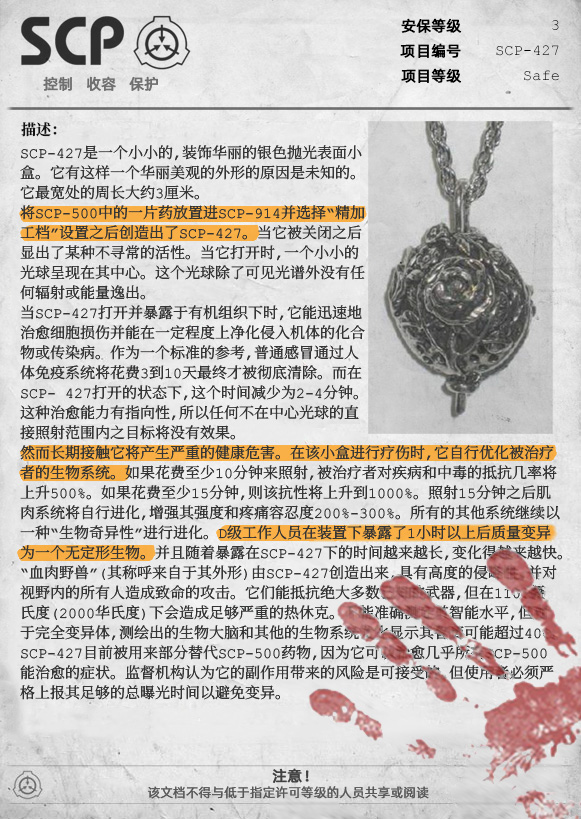 SCP
控制 收容 保护
安保等级 3
项目编号 SCP-427
项目等级 Safe
描述：
SCP-427是一个小小的，装饰华丽的银色抛光表面小
盒。它有这样一个华丽美观的外形的原因是未知的。
它最宽处的周长大约3厘米。
将SCP-500中的一片药放置进SCP-914并选择“精加
工档”设置之后创造出了SCP-427。当它被关闭之后
显出了某种不寻常的活性。当它打开时，一个小小的
光球呈现在其中心。这个光球除了可见光谱外没有任
何辐射或能量逸出。
当SCP-427打开并暴露于有机组织下时，它能迅速地
治愈细胞损伤并能在一定程度上净化侵入机体的化合
物或传染病。作为一个标准的参考，普通感冒通过人
体免疫系统将花费3到10天最终才被彻底清除。而在
SCP- 427打开的状态下，这个时间减少为2-4分钟。
这种治愈能力有指向性，所以任何不在中心光球的直
接照射范围内之目标将没有效果。
然而长期接触它将产生严重的健康危害。在该小盒进行疗伤时，它自行优化被治疗
者的生物系统。如果花费至少10分钟来照射，被治疗者对疾病和中毒的抵抗几率将
上升500%。如果花费至少15分钟，则该抗性将上升到1000%。照射15分钟之后肌
肉系统将自行进化，增强其强度和疼痛容忍度200%-300%。所有的其他系统继续以
一种“生物奇异性”进行进化。D级工作人员在装置下暴露了1小时以上后质量变异
为一个无定形生物。并且随着暴露在SCP-427下的时间越来越长，变化得越来越快。
“血肉野兽”(其称呼来自于其外形)由SCP-427创造出来，具有高度的侵 性，并对
视野内的所有人造成致命的攻击。它们能抵抗绝大多数 武器，但在110
氏度(2000华氏度)下会造成足够严重的热休克。 能准确测 其智能水平，但
于完全变异体，测绘出的生物大脑和其他的生物系统 显示其 可能超过40
SCP-427目前被用来部分替代SCP-500药物，因为它可 治愈几乎所 SCP-500
能治愈的症状。监督机构认为它的副作用带来的风险是可接受 ，但使用者必须严
格上报其足够的总曝光时间以避免变异。
注意！
该文档不得与低于指定许可等级的人员共享或阅读